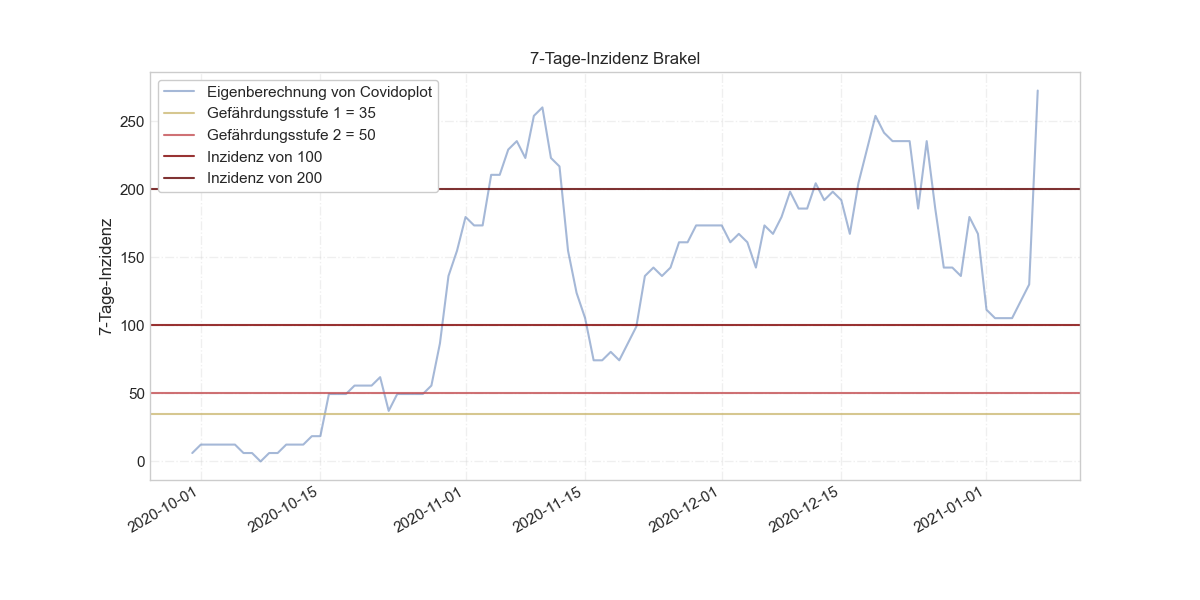 7-Tage-Inzidenz Brakel
Eigenberechnung von Covidoplot
Gefährdungsstufe 1 = 35
Gefährdungsstufe 2 = 50
Inzidenz von 100
Inzidenz von 200
7-Tage-Inzidenz
250
200
150
100
50
0
2020-10-01
2020-10-15
2020-11-01
2020-11-15
2020-12-01
2020-12-15
2021-01-01